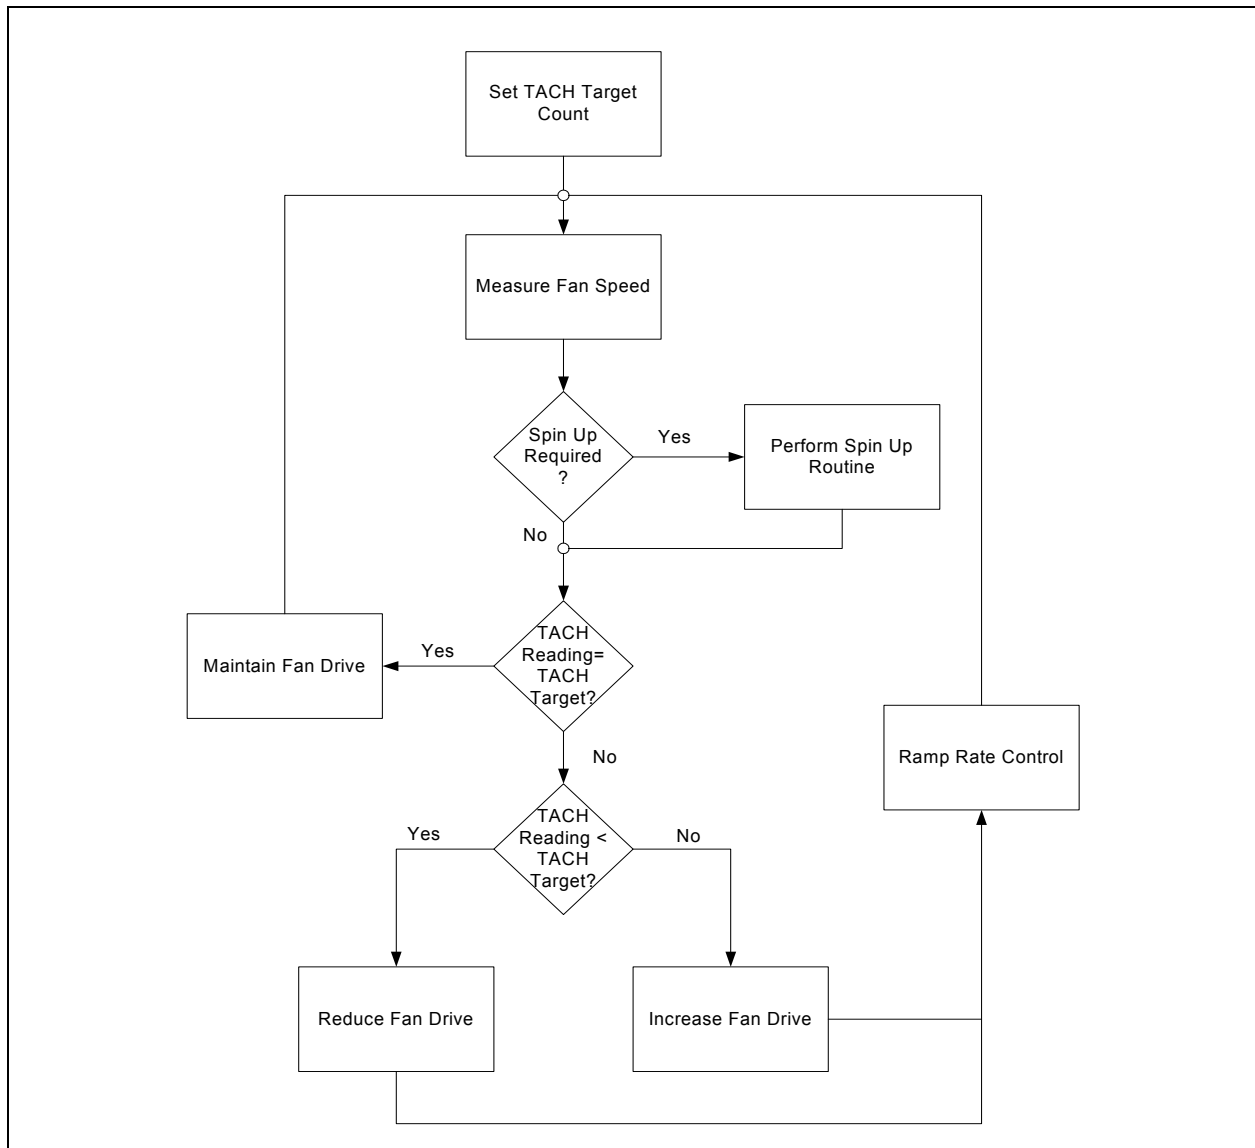 Set TACH Target
Count
Measure Fan Speed
Spin Up
Required
?
Yes
Perform Spin Up
Routine
No
TACH
Reading=
TACH
Target?
Yes
Maintain Fan Drive
No
Ramp Rate Control
TACH
Reading <
TACH
Target?
Yes
No
Reduce Fan Drive
Increase Fan Drive